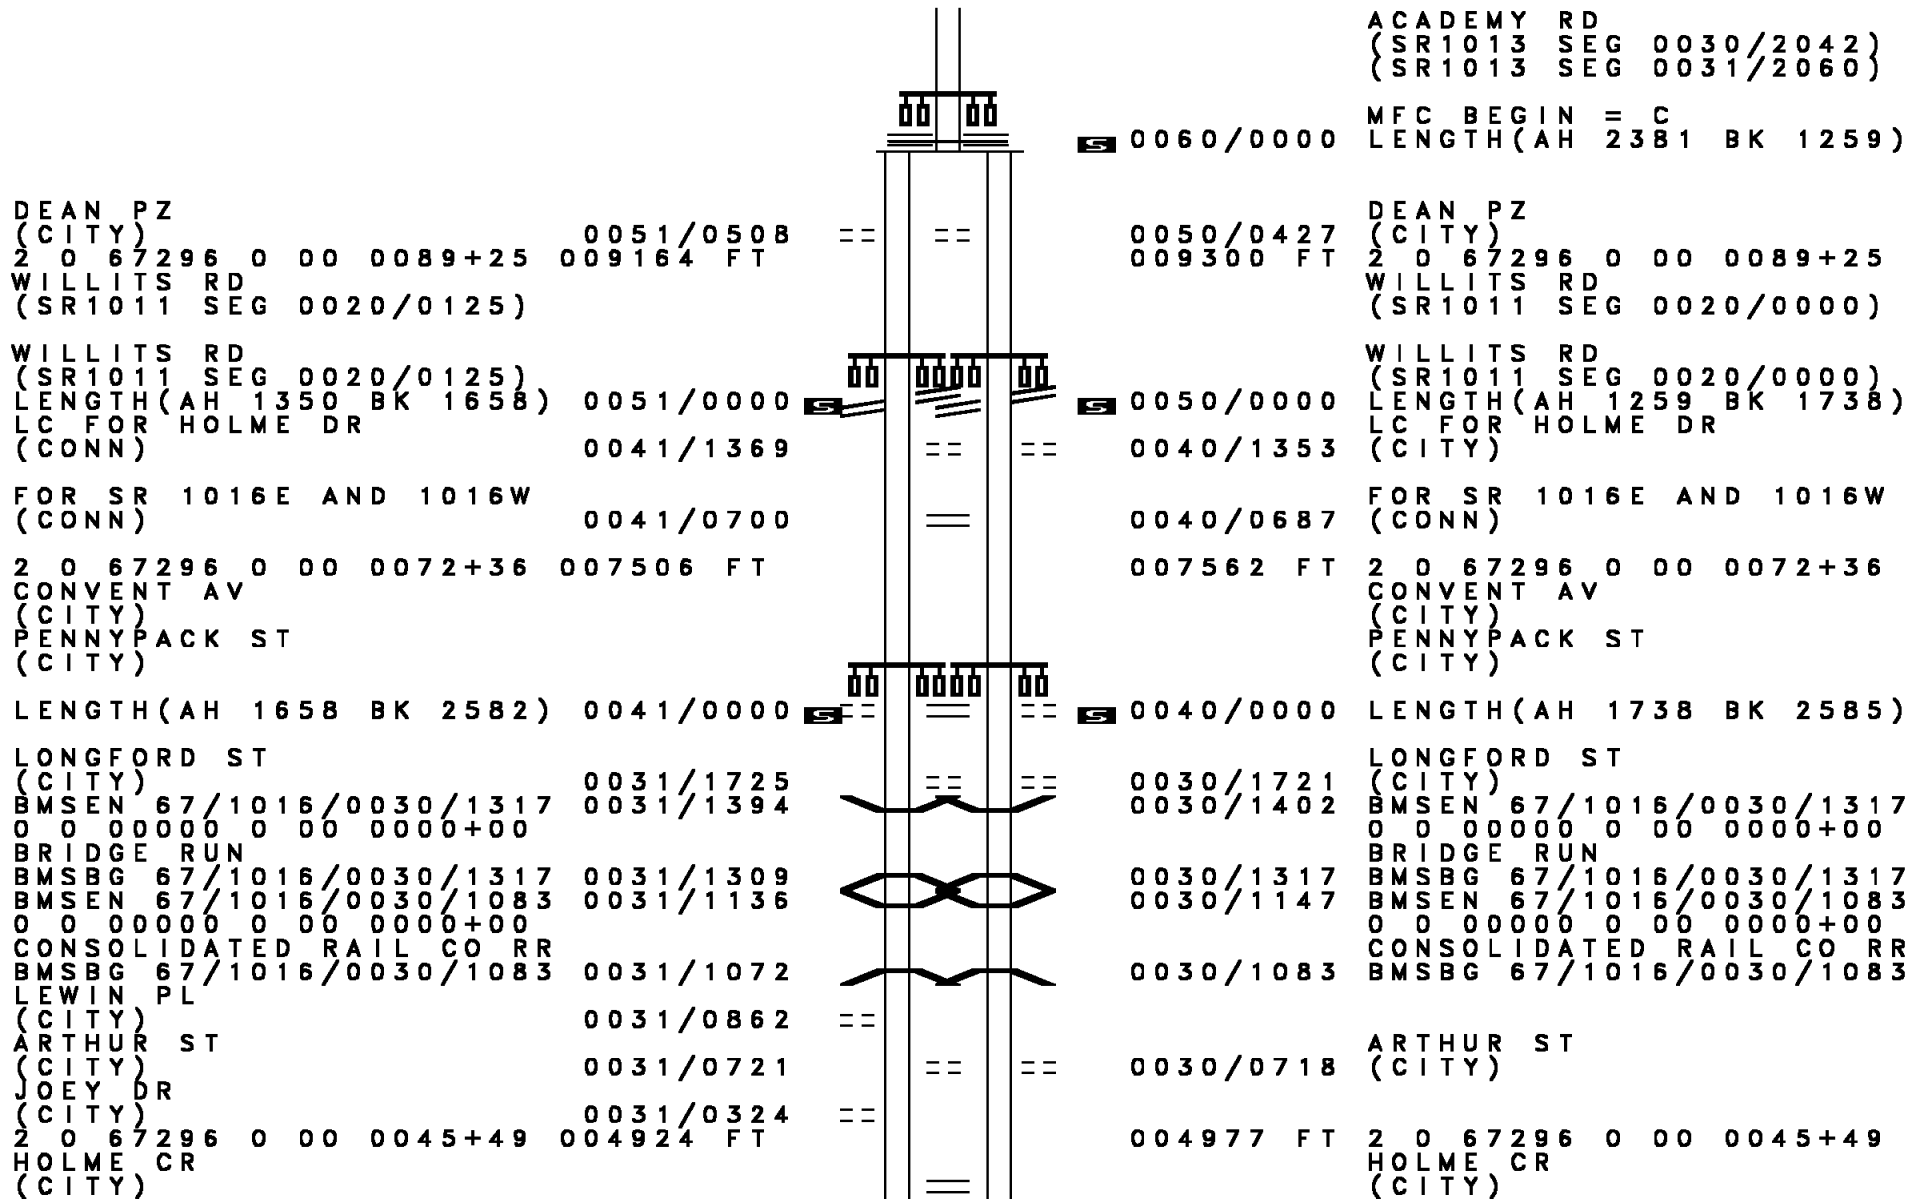 ACADEMY RD
(SR1013 SEG 0030/2042)
(SR1013 SEG 0031/2060)
MFC BEGIN = C
S 0060/0000 LENGTH(AH 2381 BK 1259)
DEAN PZ DEAN PZ
(CITY) 0051/0508 0050/0427 (CITY)
2 0 67296 0 00 0089+25 009164 FT 009300 FT 2 0 67296 0 00 0089+25
WILLITS RD WILLITS RD
(SR1011 SEG 0020/0125) (SR1011 SEG 0020/0000)
WILLITS RD WILLITS RD
(SR1011 SEG 0020/0125) (SR1011 SEG 0020/0000)
LENGTH(AH 1350 BK 1658) 0051/0000 S S 0050/0000 LENGTH(AH 1259 BK 1738)
LC FOR HOLME DR LC FOR HOLME DR
(CONN) 0041/1369 0040/1353 (CITY)
FOR SR 1016E AND 1016W FOR SR 1016E AND 1016W
(CONN) 0041/0700 0040/0687 (CONN)
2 0 67296 0 00 0072+36 007506 FT 007562 FT 2 0 67296 0 00 0072+36
CONVENT AV CONVENT AV
(CITY) (CITY)
PENNYPACK ST PENNYPACK ST
(CITY) (CITY)
LENGTH(AH 1658 BK 2582) 0041/0000 S S 0040/0000 LENGTH(AH 1738 BK 2585)
LONGFORD ST LONGFORD ST
(CITY) 0031/1725 0030/1721 (CITY)
BMSEN 67/1016/0030/1317 0031/1394 0030/1402 BMSEN 67/1016/0030/1317
0 0 00000 0 00 0000+00 0 0 00000 0 00 0000+00
BRIDGE RUN BRIDGE RUN
BMSBG 67/1016/0030/1317 0031/1309 0030/1317 BMSBG 67/1016/0030/1317
BMSEN 67/1016/0030/1083 0031/1136 0030/1147 BMSEN 67/1016/0030/1083
0 0 00000 0 00 0000+00 0 0 00000 0 00 0000+00
CONSOLIDATED RAIL CO RR CONSOLIDATED RAIL CO RR
BMSBG 67/1016/0030/1083 0031/1072 0030/1083 BMSBG 67/1016/0030/1083
LEWIN PL
(CITY) 0031/0862
ARTHUR ST ARTHUR ST
(CITY) 0031/0721 0030/0718 (CITY)
JOEY DR
(CITY) 0031/0324
2 0 67296 0 00 0045+49 004924 FT 004977 FT 2 0 67296 0 00 0045+49
HOLME CR HOLME CR
(CITY) (CITY)